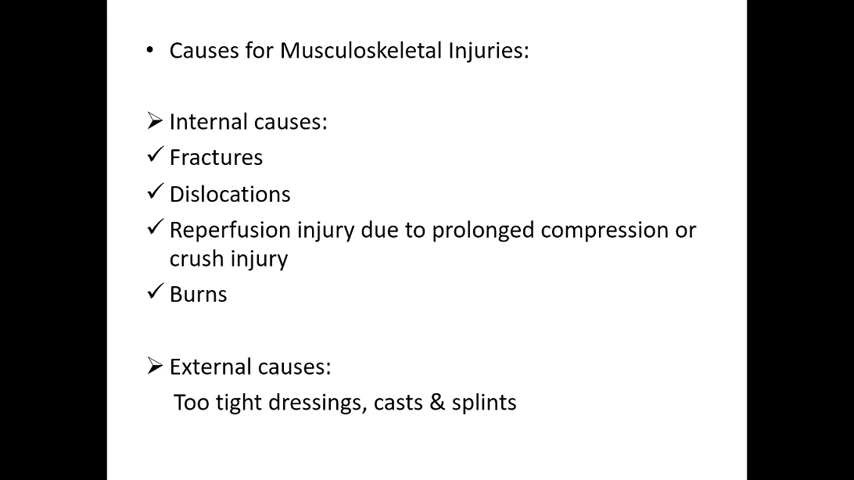 • Causes for Musculoskeletal Injuries:
➢ Internal causes:
✓ Fractures
✓ Dislocations
✓ Reperfusion injury due to prolonged compression or
crush injury
✓ Burns
➢ External causes:
Too tight dressings, casts & splints